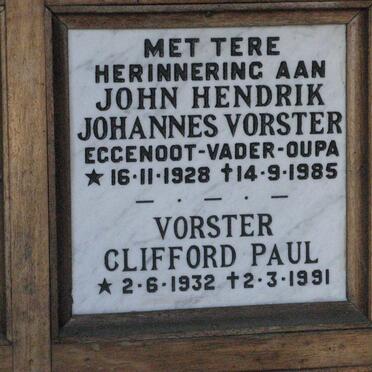 MET TERE
HERINNERING AAN
JOHN HENDRIK
JOHANNES VORSTER
EGGENOOT-VADER-OUPA
★ 16·11·1928 †14·9·1985
— · — · —
VORSTER
CLIFFORD PAUL
★ 2·6·1932 †2·3·1991